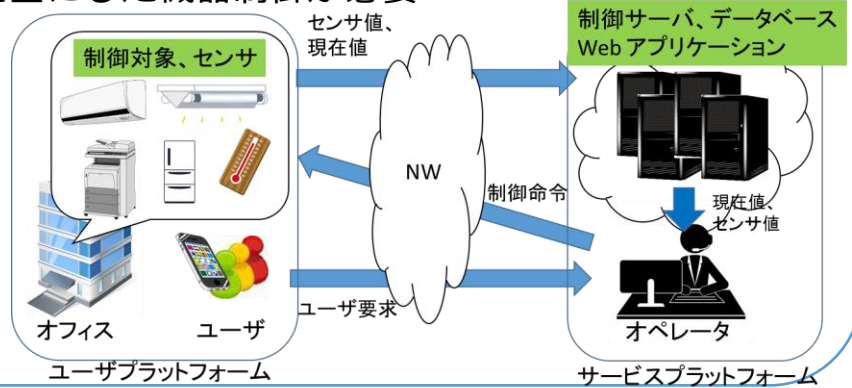 センサ値、
現在値
制御対象、センサ
制御サーバ、データベース
Web アプリケーション
NW
制御命令
現在値、
センサ値
ユーザ要求
オフィス
ユーザ
オペレータ
ユーザプラットフォーム
サービスプラットフォーム